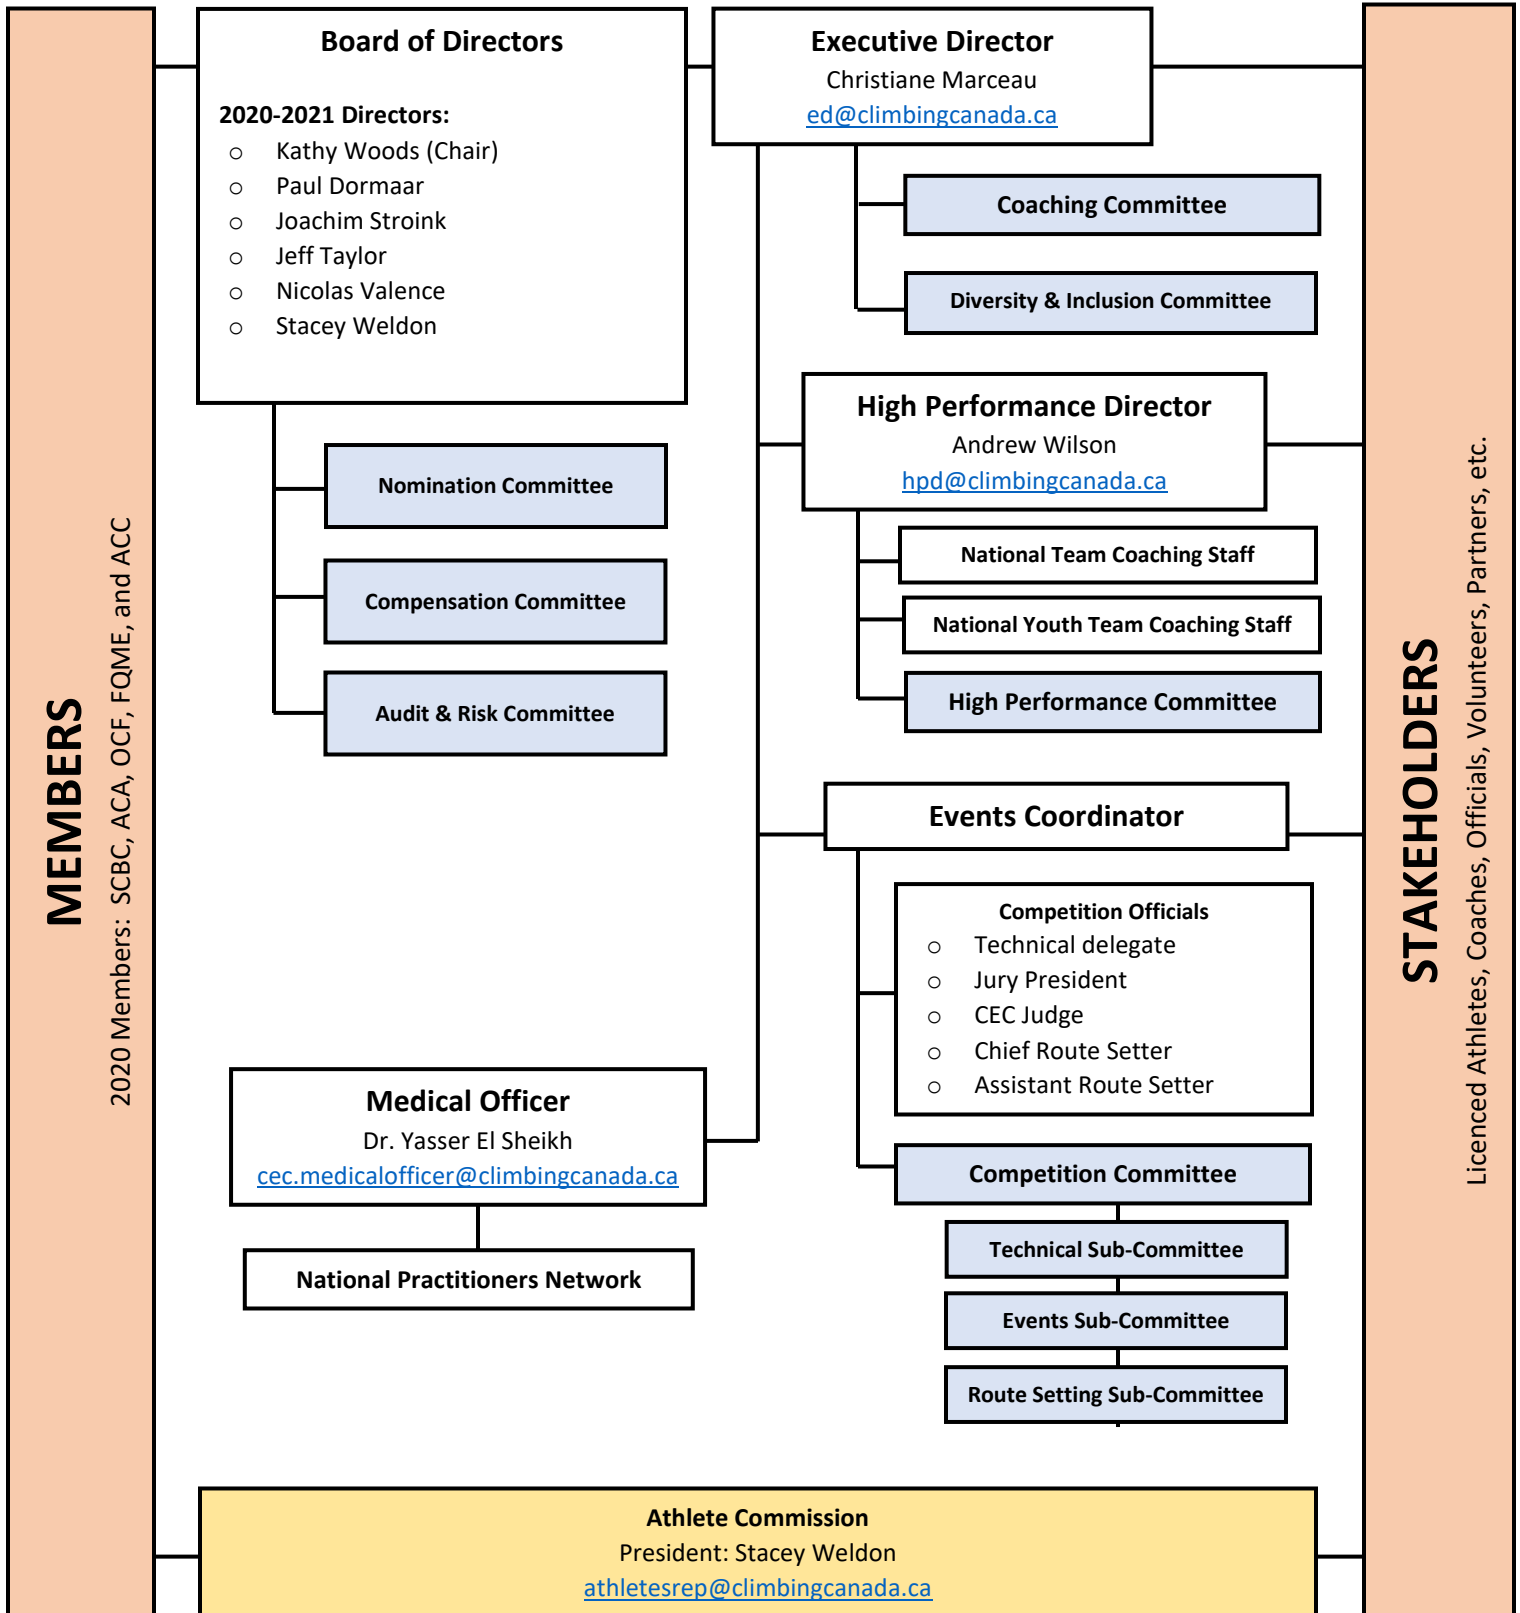 MEMBERS
2020 Members: SCBC, ACA, OCF, FQME, and ACC
Board of Directors
2020-2021 Directors:
o Kathy Woods (Chair)
o Paul Dormaar
o Joachim Stroink
o Jeff Taylor
o Nicolas Valence
o Stacey Weldon
Nomination Committee
Compensation Committee
Audit & Risk Committee
Executive Director
Christiane Marceau
ed@climbingcanada.ca
Coaching Committee
Diversity & Inclusion Committee
High Performance Director
Andrew Wilson
hpd@climbingcanada.ca
National Team Coaching Staff
National Youth Team Coaching Staff
High Performance Committee
Events Coordinator
Competition Officials
o Technical delegate
o Jury President
o CEC Judge
o Chief Route Setter
o Assistant Route Setter
Competition Committee
Technical Sub-Committee
Events Sub-Committee
Route Setting Sub-Committee
Medical Officer
Dr. Yasser El Sheikh
cec.medicalofficer@climbingcanada.ca
National Practitioners Network
Athlete Commission
President: Stacey Weldon
athletesrep@climbingcanada.ca
STAKEHOLDERS
Licenced Athletes, Coaches, Officials, Volunteers, Partners, etc.